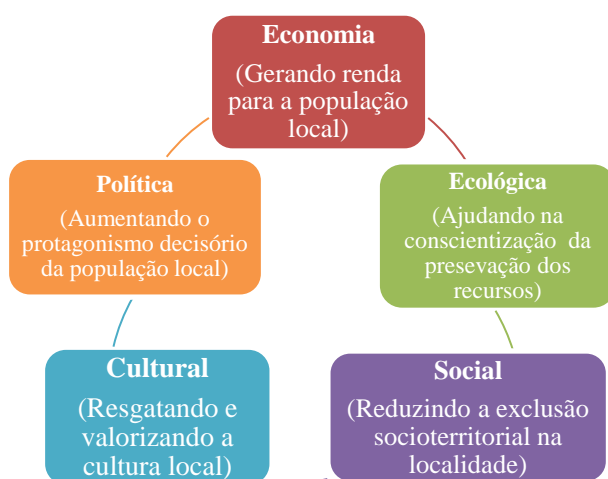 Economia
(Gerando renda
para a população
local)
Política
(Aumentando o
protagonismo decisório
da população local)
Ecológica
(Ajudando na
conscientização da
presevação dos
recursos)
Cultural
(Resgatando e
valorizando a
cultura local)
Social
(Reduzindo a exclusão
socioterritorial na
localidade)